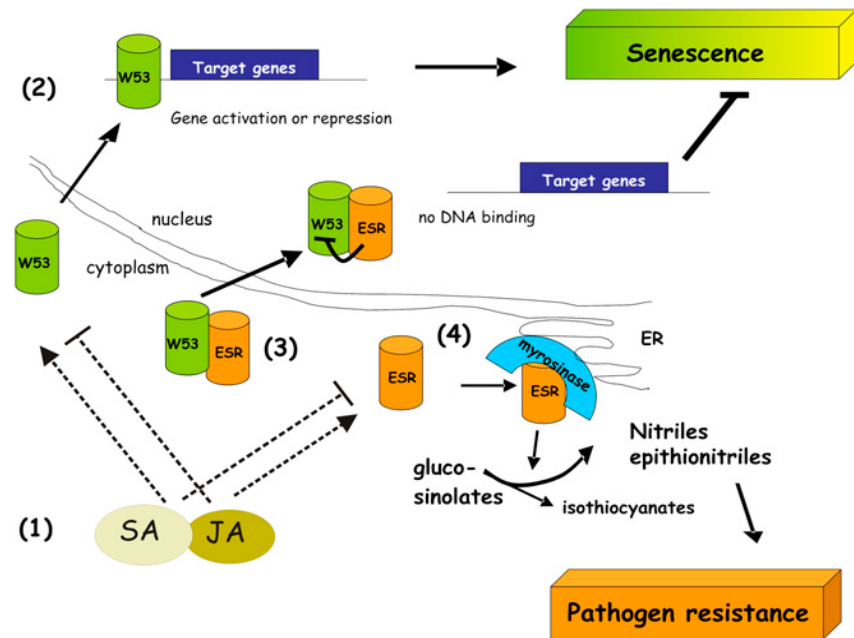 Senescence
W53
Target genes
(2)
Gene activation or repression
Target genes
W53
ESR
no DNA binding
nucleus
W53
cytoplasm
W53
ESR
(3)
(4)
ER
myrosinase
ESR
ESR
Nitriles
epithionitriles
gluco-
sinolates
isothiocyanates
(1)
SA
JA
Pathogen resistance